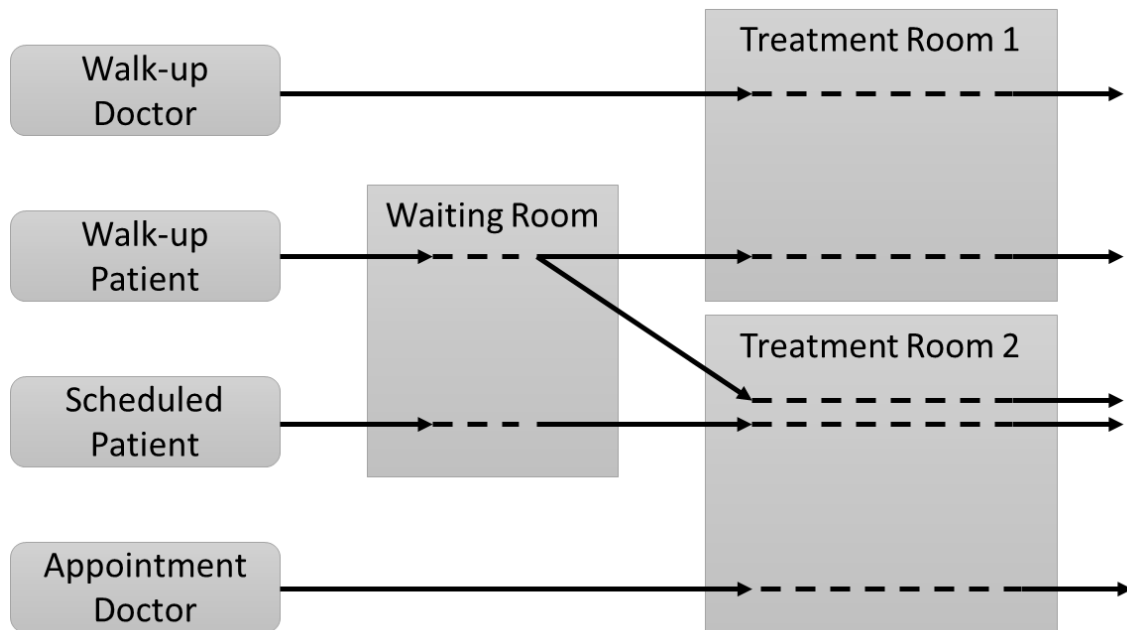 Walk-up
Doctor
Treatment Room 1
Walk-up
Patient
Waiting Room
Scheduled
Patient
Treatment Room 2
Appointment
Doctor